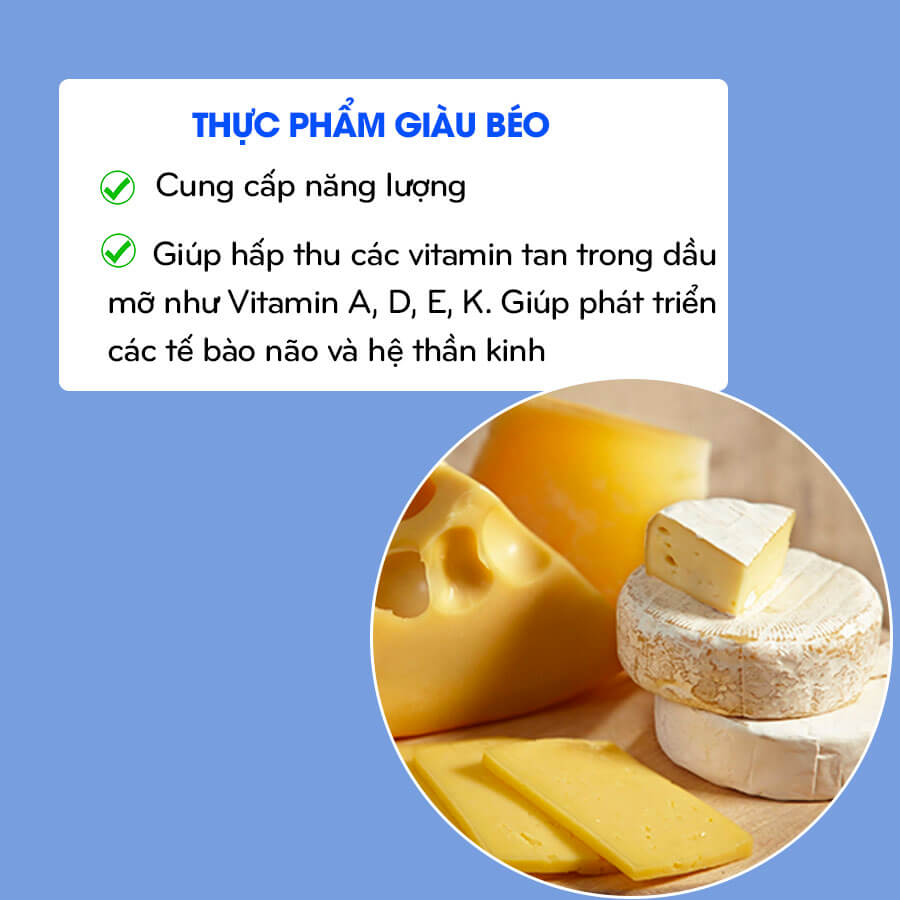 THỰC PHẨM GIÀU BÉO
Cung cấp năng lượng
Giúp hấp thu các vitamin tan trong dầu
mỡ như Vitamin A, D, E, K. Giúp phát triển
các tế bào não và hệ thần kinh